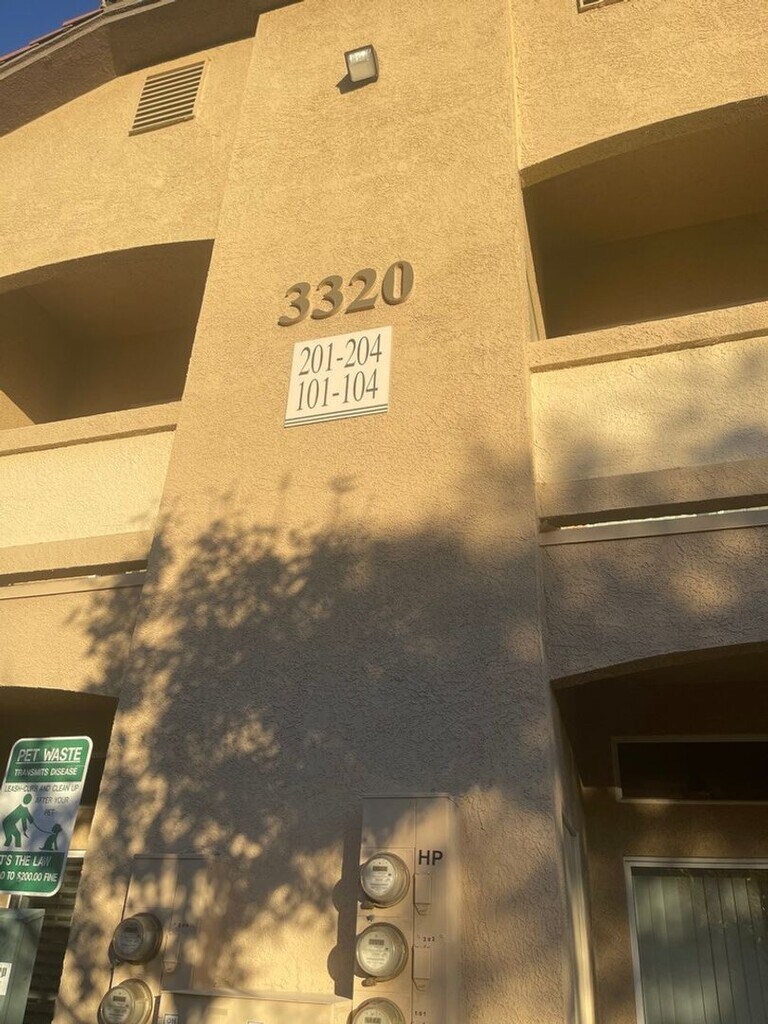 3320
201-204
101-104
PET WASTE
TRANSMITS DISEASE
LEASH-CURB AND CLEAN UP
AFTER YOUR
PET
T'S THE LAW
O TO $200.00 FINE
HP